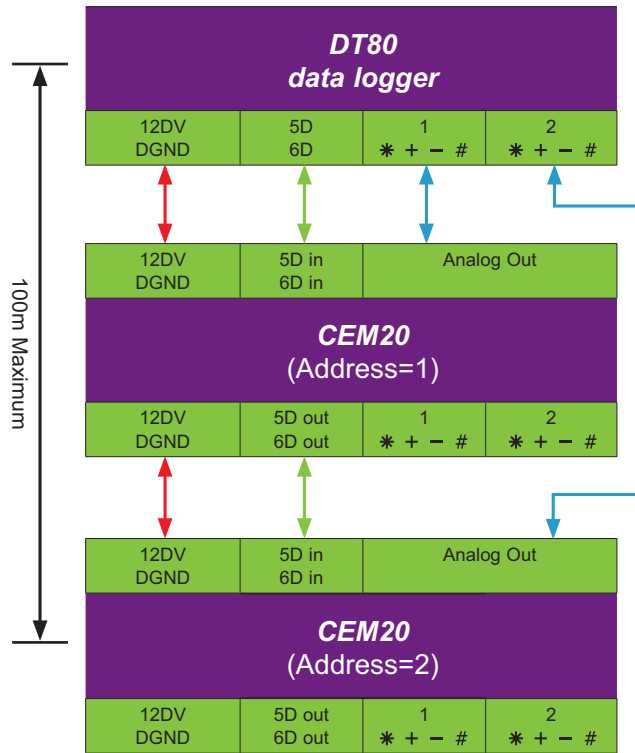 DT80
data logger
12DV 5D 1 2
DGND 6D * + − # * + − #
100m Maximum
12DV 5D in Analog Out
DGND 6D in
CEM20
(Address=1)
12DV 5D out 1 2
DGND 6D out * + − # * + − #
12DV 5D in Analog Out
DGND 6D in
CEM20
(Address=2)
12DV 5D out 1 2
DGND 6D out * + − # * + − #